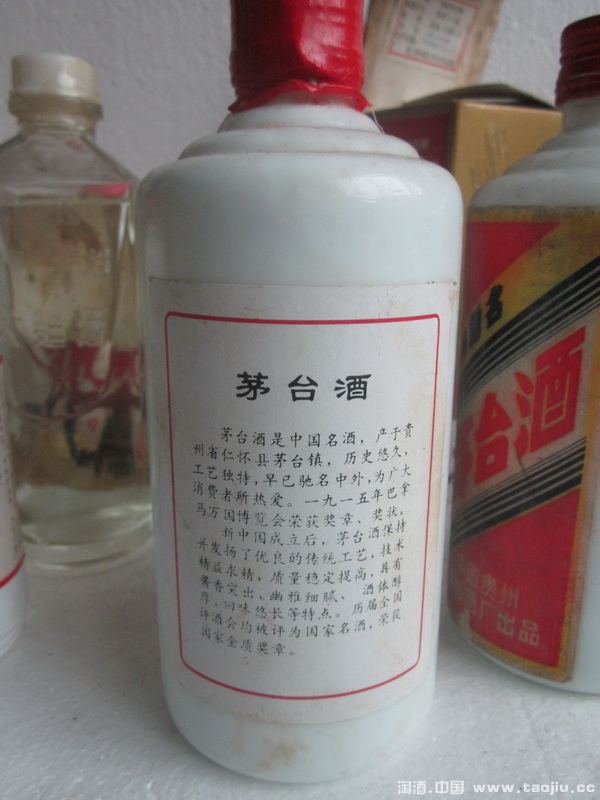 茅台酒
茅台酒是中国名酒，产于贵
州省仁怀县茅台镇，历史悠久，
工艺独特，早已驰名中外，为广大
消费者所热爱。一九一五年巴拿
马万国博览会荣获奖章、奖状。
新中国成立后，茅台酒保持
并发扬了优良的传统工艺，技术
精益求精，质量稳定提高，具有
酱香突出、幽雅细腻、酒体醇
厚、回味悠长等特点。历届全国
评酒会均被评为国家名酒，荣获
国家金质奖章。
国名
台酒
贵州
厂出品
淘酒.中国 www.taojiu.cc